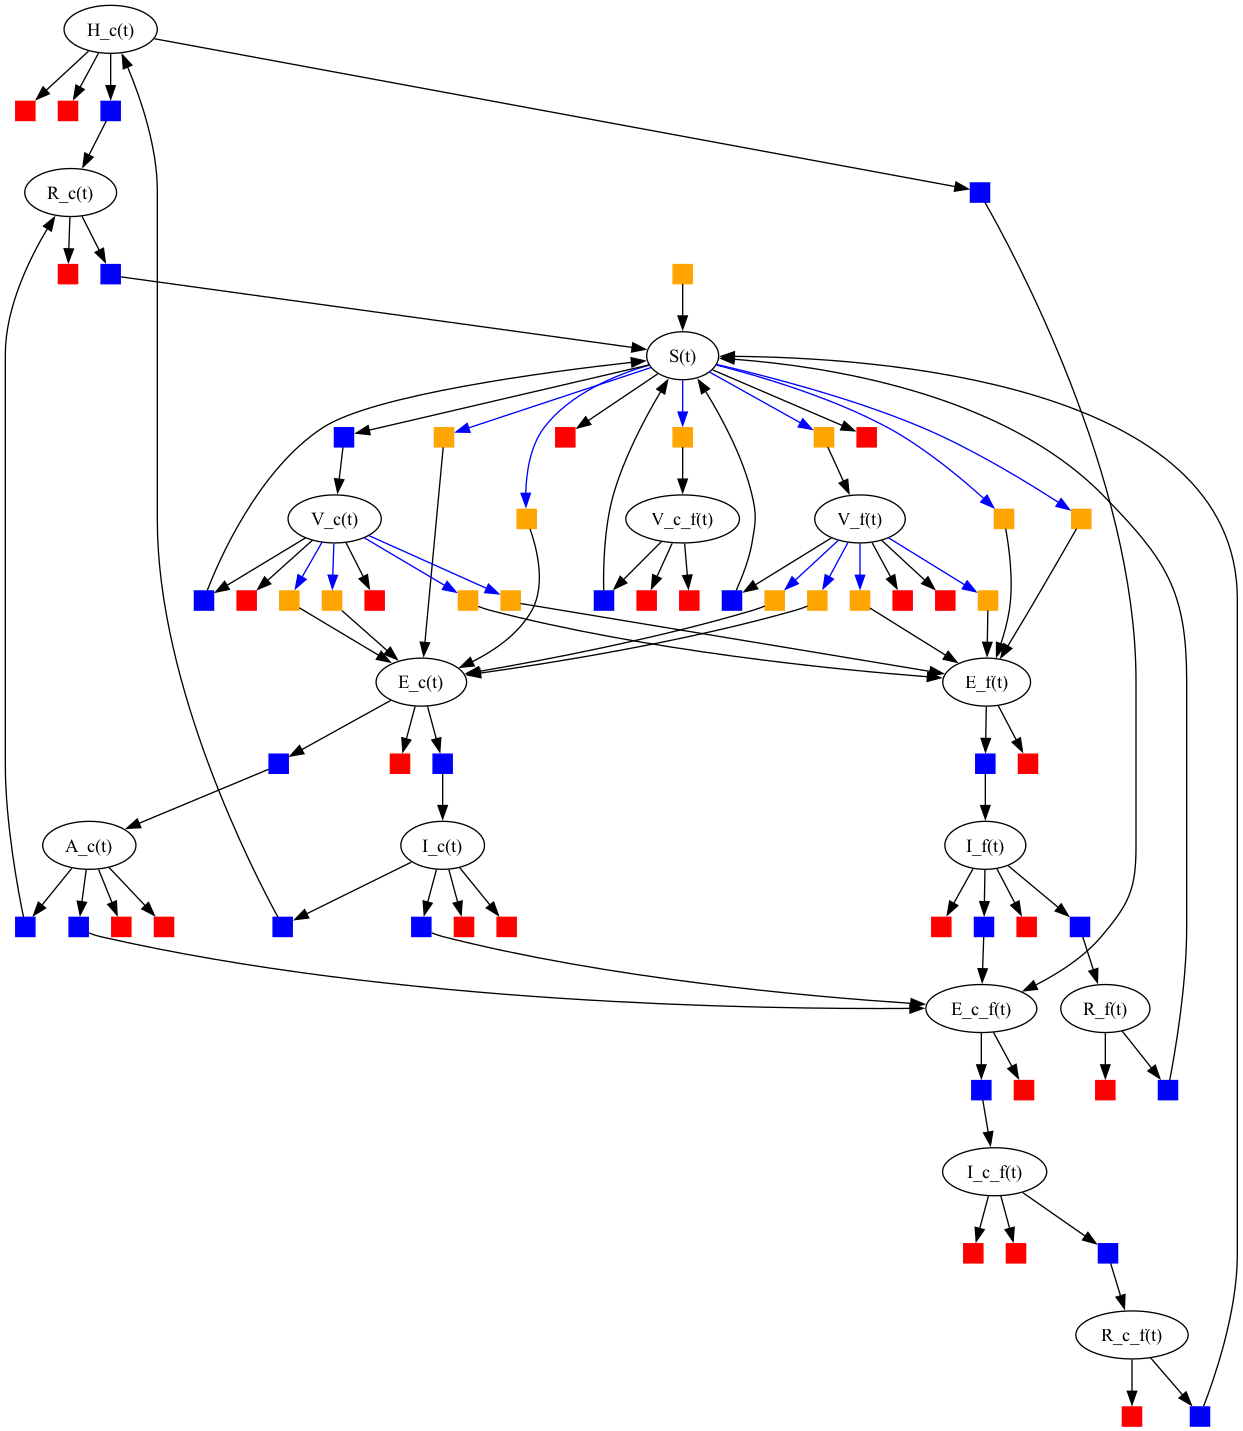 H_c(t)
R_c(t)
S(t)
V_c(t)
V_c_f(t)
V_f(t)
E_c(t)
E_f(t)
A_c(t)
I_c(t)
I_f(t)
E_c_f(t)
R_f(t)
I_c_f(t)
R_c_f(t)